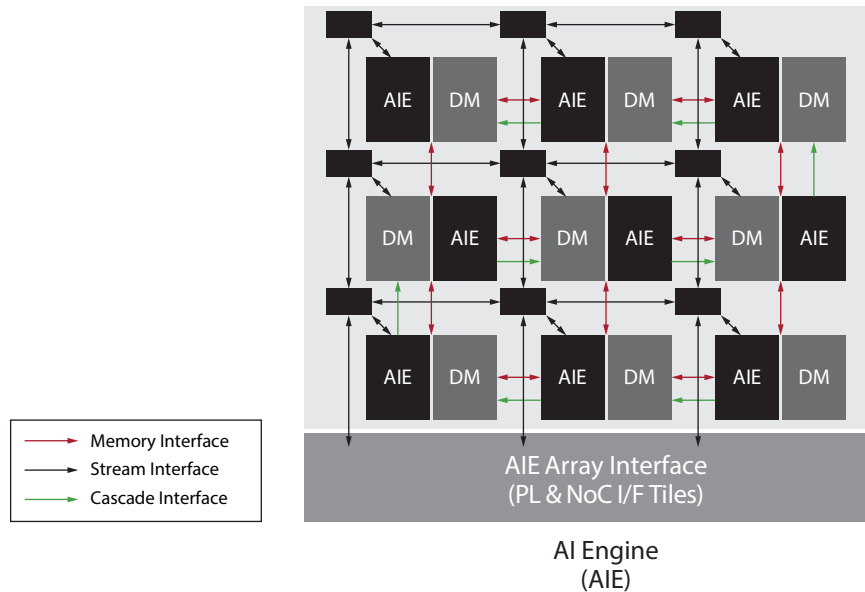 AIE DM AIE DM AIE DM
DM AIE DM AIE DM AIE
AIE DM AIE DM AIE DM
Memory Interface
Stream Interface
Cascade Interface
AIE Array Interface
(PL & NoC I/F Tiles)
AI Engine
(AIE)